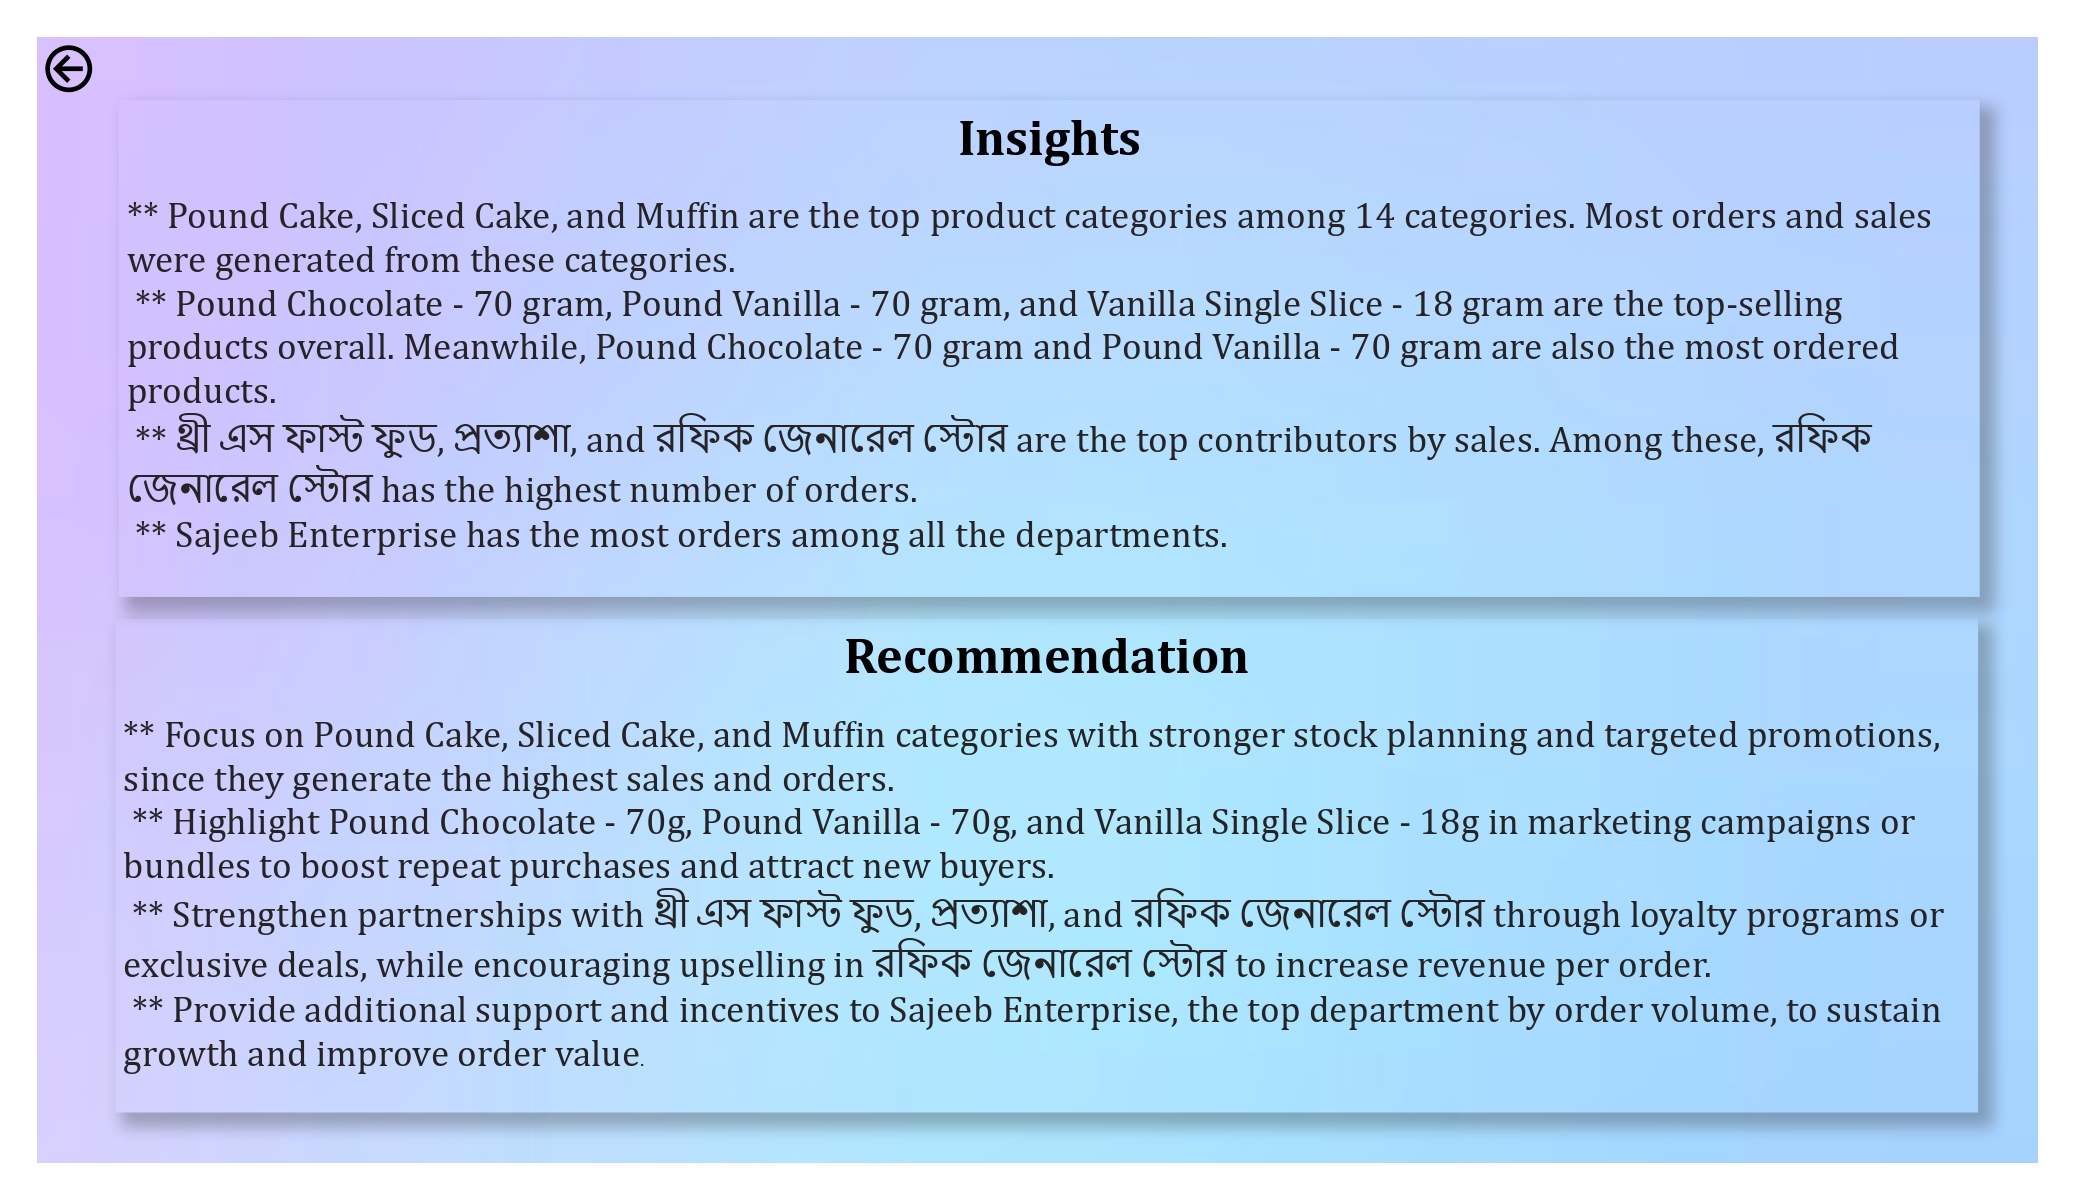 Insights
** Pound Cake, Sliced Cake, and Muffin are the top product categories among 14 categories. Most orders and sales
were generated from these categories.
** Pound Chocolate - 70 gram, Pound Vanilla - 70 gram, and Vanilla Single Slice - 18 gram are the top-selling
products overall. Meanwhile, Pound Chocolate - 70 gram and Pound Vanilla - 70 gram are also the most ordered
products.
** থ্রী এস ফাস্ট ফুড, প্রত্যাশা, and রফিক জেনারেল স্টোর are the top contributors by sales. Among these, রফিক
জেনারেল স্টোর has the highest number of orders.
** Sajeeb Enterprise has the most orders among all the departments.
Recommendation
** Focus on Pound Cake, Sliced Cake, and Muffin categories with stronger stock planning and targeted promotions,
since they generate the highest sales and orders.
** Highlight Pound Chocolate - 70g, Pound Vanilla - 70g, and Vanilla Single Slice - 18g in marketing campaigns or
bundles to boost repeat purchases and attract new buyers.
** Strengthen partnerships with থ্রী এস ফাস্ট ফুড, প্রত্যাশা, and রফিক জেনারেল স্টোর through loyalty programs or
exclusive deals, while encouraging upselling in রফিক জেনারেল স্টোর to increase revenue per order.
** Provide additional support and incentives to Sajeeb Enterprise, the top department by order volume, to sustain
growth and improve order value.